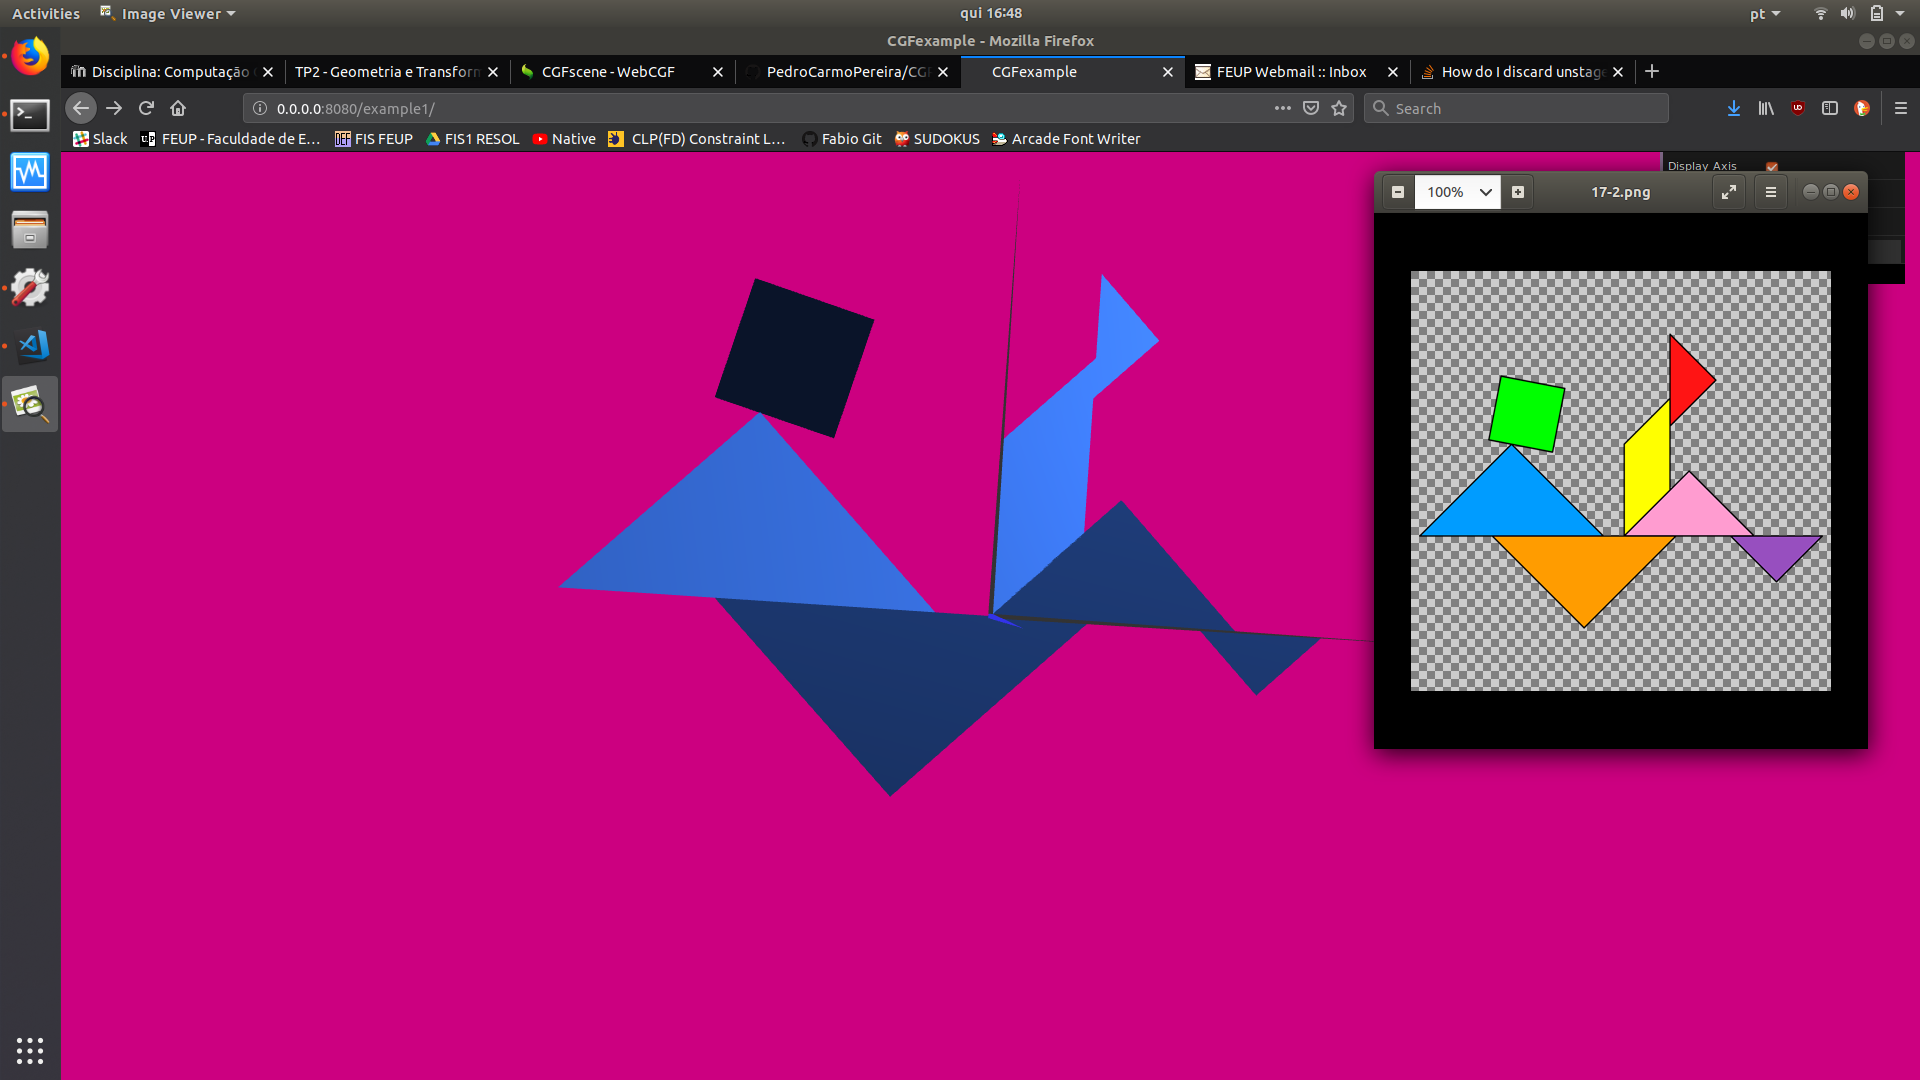 Activities Image Viewer qui 16:48 pt
CGFexample - Mozilla Firefox
Disciplina: Computação TP2 - Geometria e Transforn CGFscene - WebCGF PedroCarmoPereira/CGF CGFexample FEUP Webmail :: Inbox How do I discard unstage
0.0.0.0:8080/example1/ Search
Slack FEUP - Faculdade de E... FIS FEUP FIS1 RESOL Native CLP(FD) Constraint L... Fabio Git SUDOKUS Arcade Font Writer
Display Axis
100% 17-2.png